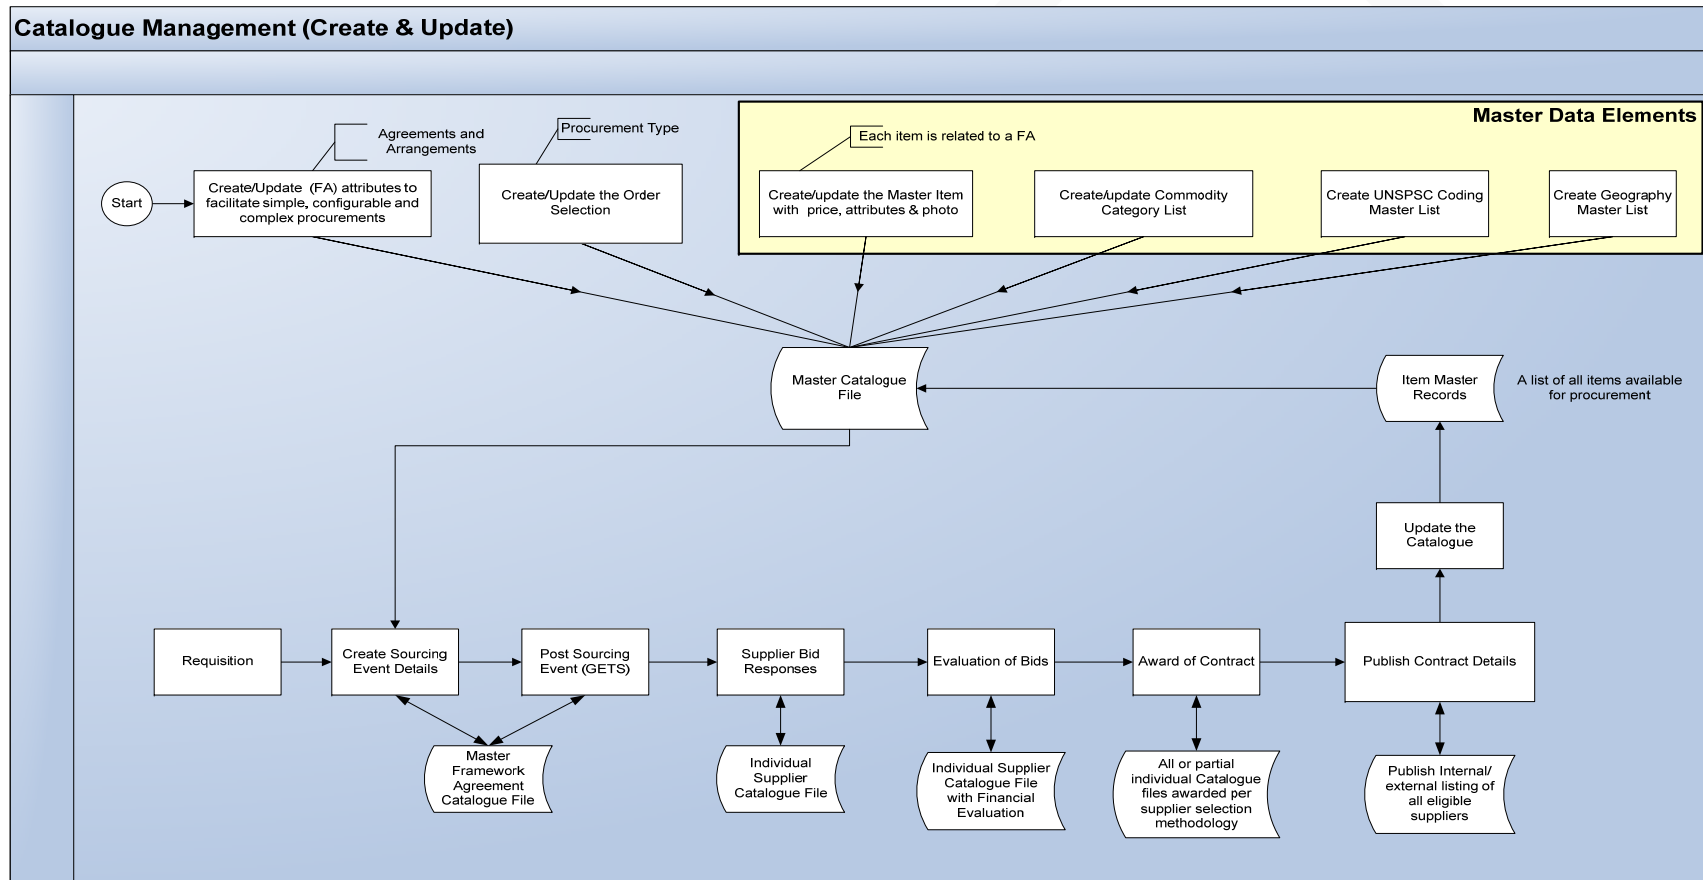 Catalogue Management (Create & Update)
Master Data Elements
Agreements and
Arrangements
Procurement Type
Each item is related to a FA
Start
Create/Update (FA) attributes to
facilitate simple, configurable and
complex procurements
Create/Update the Order
Selection
Create/update the Master Item
with price, attributes & photo
Create/update Commodity
Category List
Create UNSPSC Coding
Master List
Create Geography
Master List
Master Catalogue
File
Item Master
Records
A list of all items available
for procurement
Update the
Catalogue
Requisition
Create Sourcing
Event Details
Post Sourcing
Event (GETS)
Supplier Bid
Responses
Evaluation of Bids
Award of Contract
Publish Contract Details
Master
Framework
Agreement
Catalogue File
Individual
Supplier
Catalogue File
Individual Supplier
Catalogue File
with Financial
Evaluation
All or partial
individual Catalogue
files awarded per
supplier selection
methodology
Publish Internal/
external listing of
all eligible
suppliers